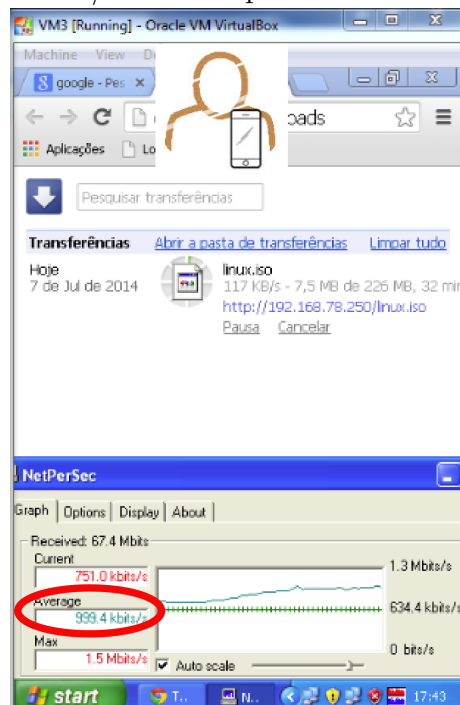 VM3 [Running] - Oracle VM VirtualBox
Machine View
google - Pes
Aplicações
Pesquisar transferências
Transferências Abrir a pasta de transferências Limpar tudo
Hoje
7 de Jul de 2014
linux.iso
117 KB/s - 7,5 MB de 226 MB, 32 min
http://192.168.78.250/linux.iso
Pausa Cancelar
NetPerSec
Graph Options Display About
Received: 67.4 Mbits
Current
751.0 kbits/s
Average
999.4 kbits/s
Max
1.5 Mbits/s
1.3 Mbits/s
634.4 kbits/s
0 bits/s
Auto scale
start T.. N.. 17:43